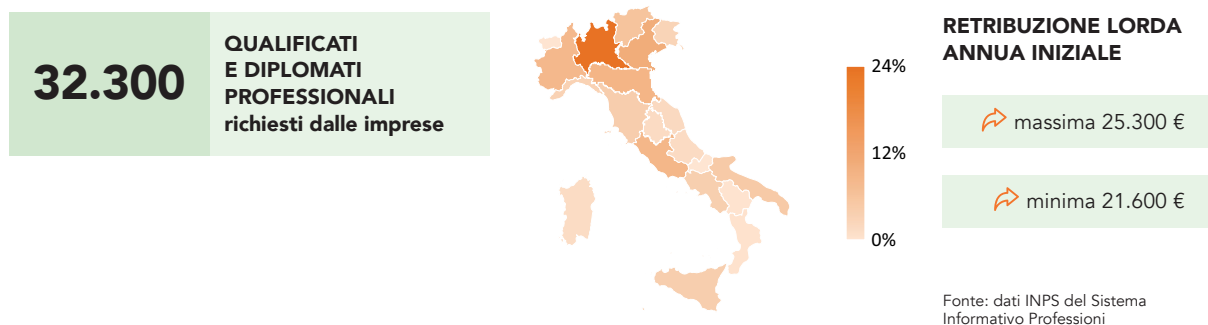 32.300
QUALIFICATI
E DIPLOMATI
PROFESSIONALI
richiesti dalle imprese
24%
12%
0%
RETRIBUZIONE LORDA
ANNUA INIZIALE
massima 25.300 €
minima 21.600 €
Fonte: dati INPS del Sistema
Informativo Professioni